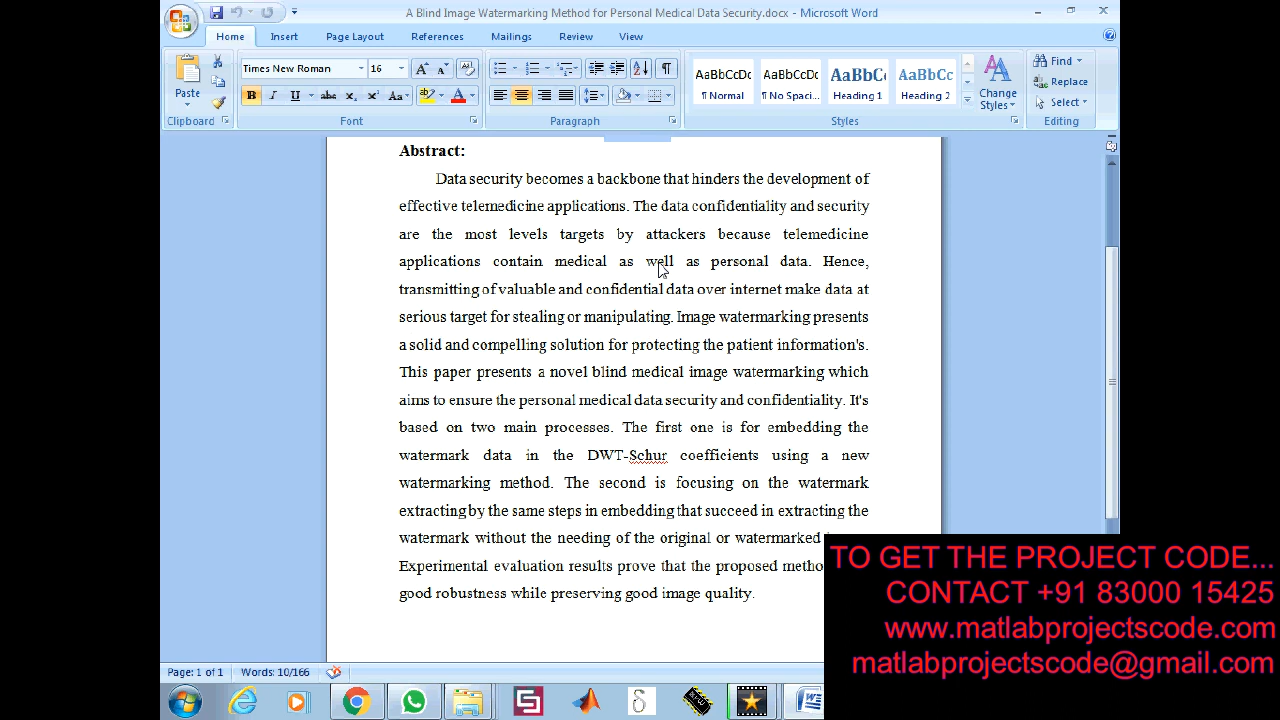 A Blind Image Watermarking Method for Personal Medical Data Security.docx - Microsoft Word
Home Insert Page Layout References Mailings Review View
Times New Roman 16
Paste
Clipboard Font Paragraph Styles Editing
AaBbCcDc AaBbCcDc AaBbC AaBbCc
¶ Normal ¶ No Spaci... Heading 1 Heading 2
Change
Styles
Find
Replace
Select
Abstract:
Data security becomes a backbone that hinders the development of
effective telemedicine applications. The data confidentiality and security
are the most levels targets by attackers because telemedicine
applications contain medical as well as personal data. Hence,
transmitting of valuable and confidential data over internet make data at
serious target for stealing or manipulating. Image watermarking presents
a solid and compelling solution for protecting the patient information's.
This paper presents a novel blind medical image watermarking which
aims to ensure the personal medical data security and confidentiality. It's
based on two main processes. The first one is for embedding the
watermark data in the DWT-Schur coefficients using a new
watermarking method. The second is focusing on the watermark
extracting by the same steps in embedding that succeed in extracting the
watermark without the needing of the original or watermarked
Experimental evaluation results prove that the proposed metho
good robustness while preserving good image quality.
TO GET THE PROJECT CODE...
CONTACT +91 83000 15425
www.matlabprojectscode.com
matlabprojectscode@gmail.com
Page: 1 of 1 Words: 10/166